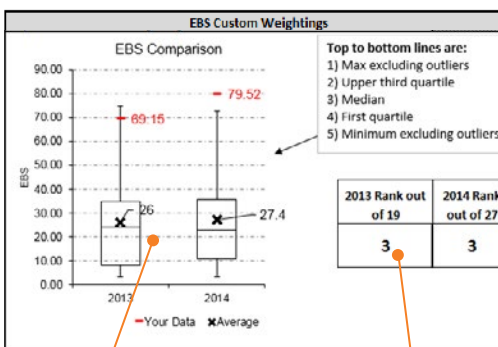 EBS Custom Weightings
EBS Comparison
90.00
80.00
70.00
60.00
50.00
40.00
30.00
20.00
10.00
0.00
EBS
69.15
79.52
26
27.4
2013
2014
Your Data
Average
Top to bottom lines are:
1) Max excluding outliers
2) Upper third quartile
3) Median
4) First quartile
5) Minimum excluding outliers
2013 Rank out
of 19
3
2014 Rank
out of 27
3